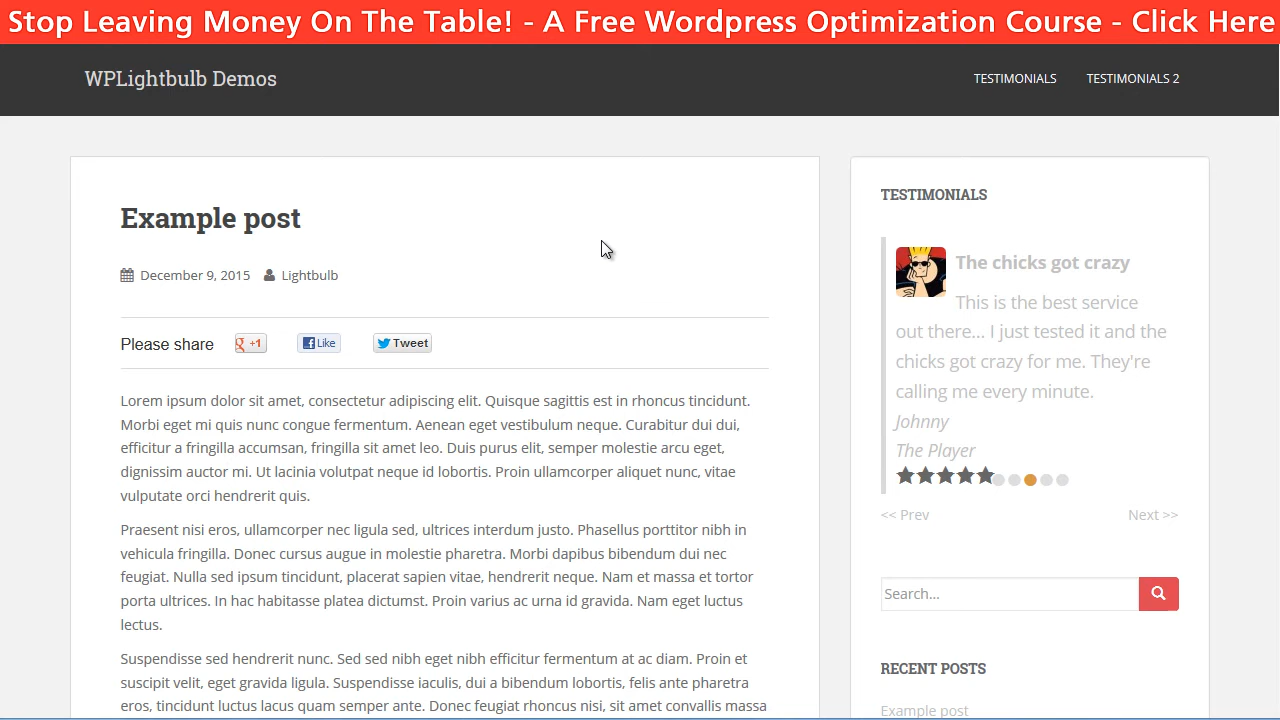 Stop Leaving Money On The Table! - A Free Wordpress Optimization Course - Click Here
WPLightbulb Demos
TESTIMONIALS
TESTIMONIALS 2
Example post
December 9, 2015 Lightbulb
Please share +1 Like Tweet
Lorem ipsum dolor sit amet, consectetur adipiscing elit. Quisque sagittis est in rhoncus tincidunt.
Morbi eget mi quis nunc congue fermentum. Aenean eget vestibulum neque. Curabitur dui dui,
efficitur a fringilla accumsan, fringilla sit amet leo. Duis purus elit, semper molestie arcu eget,
dignissim auctor mi. Ut lacinia volutpat neque id lobortis. Proin ullamcorper aliquet nunc, vitae
vulputate orci hendrerit quis.
Praesent nisi eros, ullamcorper nec ligula sed, ultrices interdum justo. Phasellus porttitor nibh in
vehicula fringilla. Donec cursus augue in molestie pharetra. Morbi dapibus bibendum dui nec
feugiat. Nulla sed ipsum tincidunt, placerat sapien vitae, hendrerit neque. Nam et massa et tortor
porta ultrices. In hac habitasse platea dictumst. Proin varius ac urna id gravida. Nam eget luctus
lectus.
Suspendisse sed hendrerit nunc. Sed sed nibh eget nibh efficitur fermentum at ac diam. Proin et
suscipit velit, eget gravida ligula. Suspendisse iaculis, dui a bibendum lobortis, felis ante pharetra
eros, tincidunt luctus lacus quam semper ante. Donec feugiat rhoncus nisi, sit amet convallis massa
TESTIMONIALS
The chicks got crazy
This is the best service
out there... I just tested it and the
chicks got crazy for me. They're
calling me every minute.
Johnny
The Player
<< Prev
Next >>
Search...
RECENT POSTS
Example post